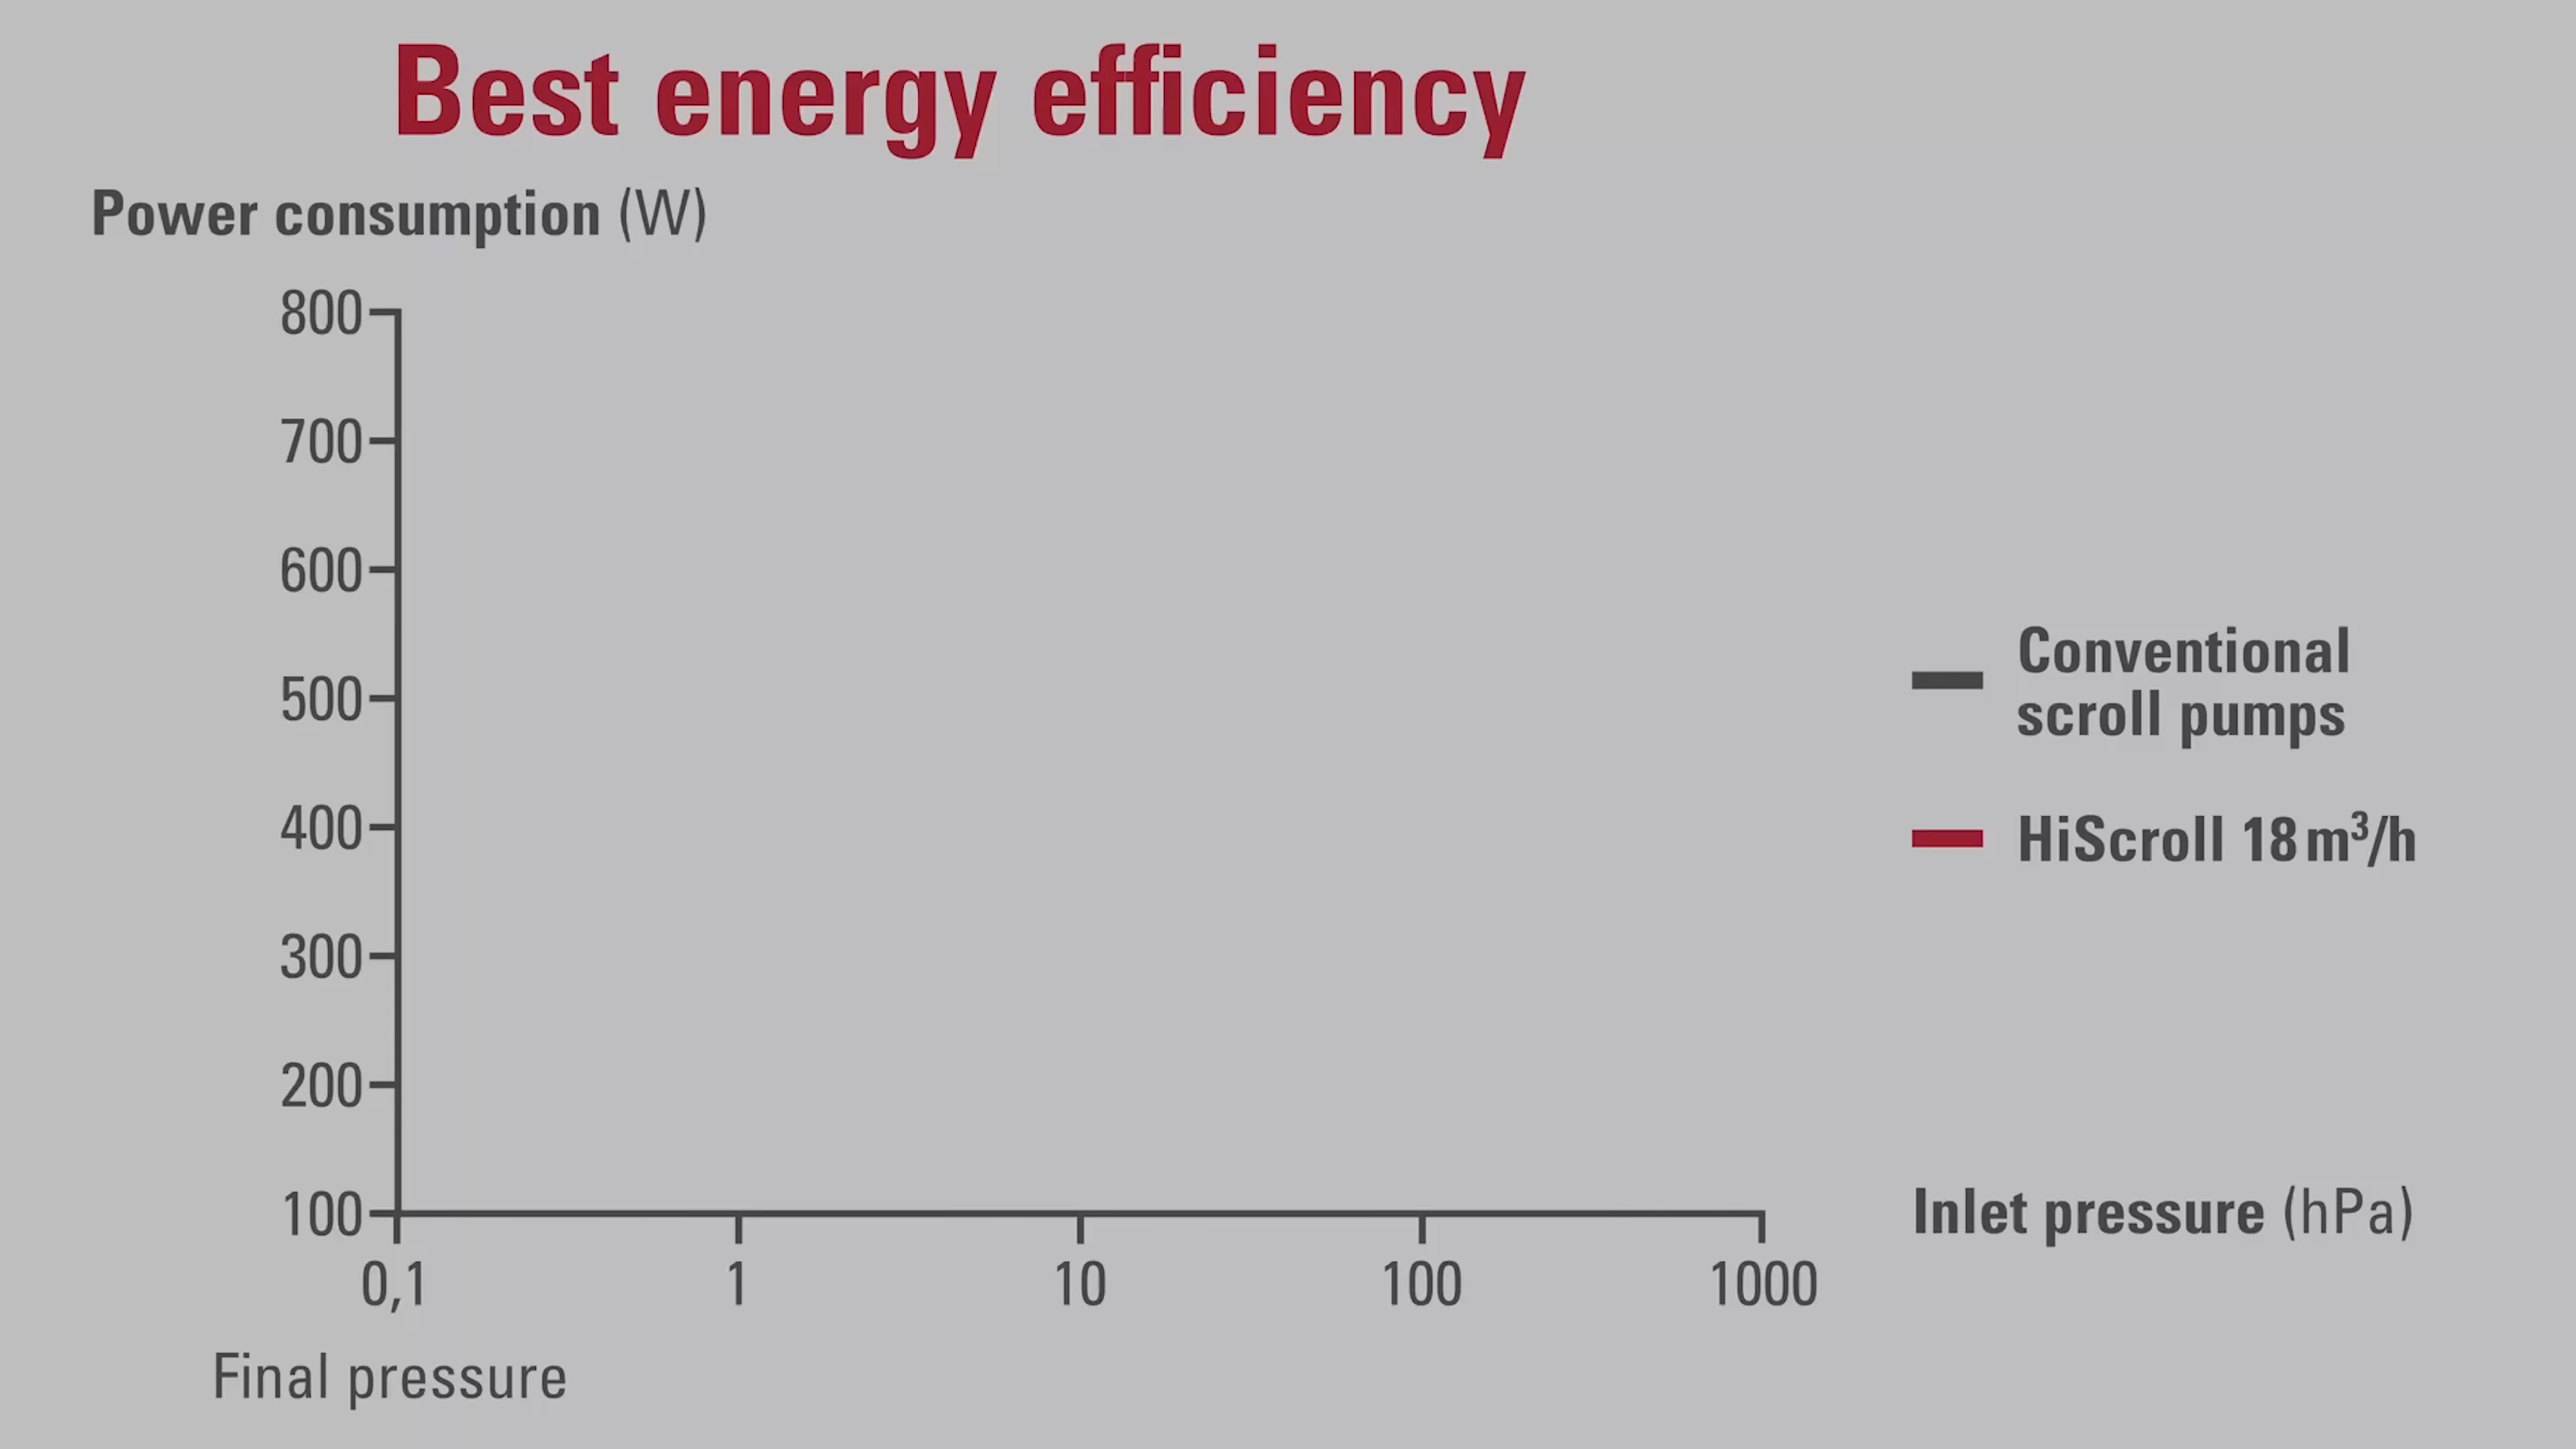 Best energy efficiency
Power consumption (W)
800
700
600
500
400
300
200
100
0,1
1
10
100
1000
Final pressure
Inlet pressure (hPa)
Conventional
scroll pumps
HiScroll 18 m³/h